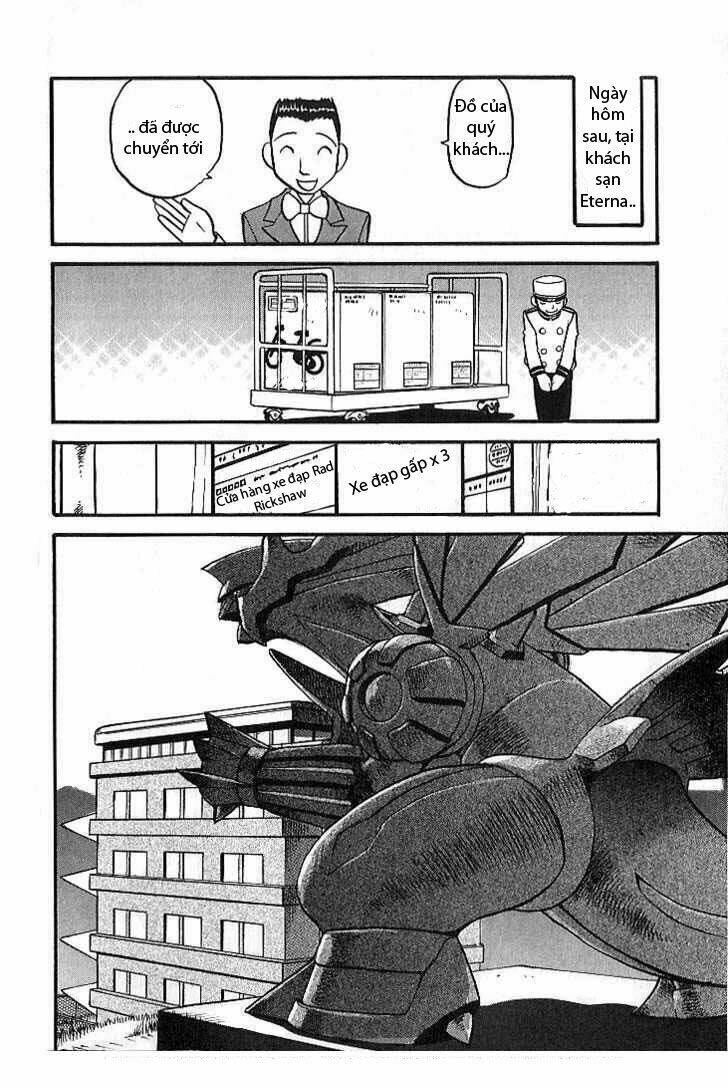 Ngày
hôm
sau, tại
khách
sạn
Eterna..
Đồ của
quý
khách...
.. đã được
chuyển tới
Cửa hàng xe đạp Rad
Rickshaw
Xe đạp gấp x 3